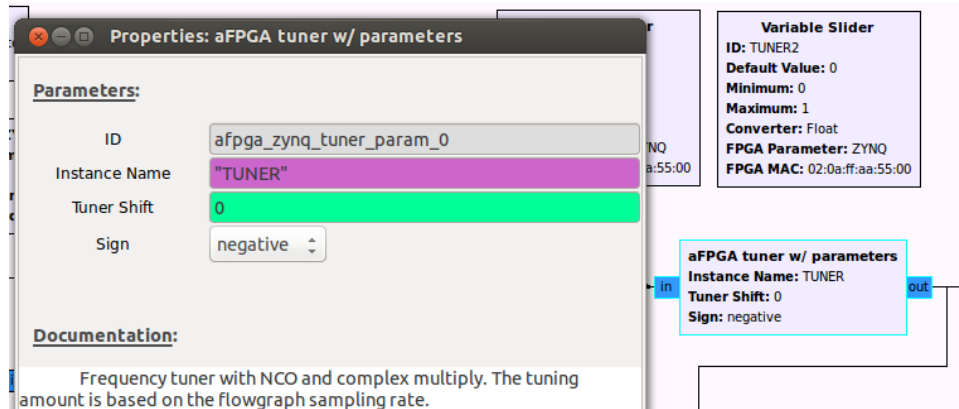 Properties: aFPGA tuner w/ parameters
Parameters:
ID
afpga_zynq_tuner_param_0
Instance Name
"TUNER"
Tuner Shift
0
Sign
negative
Documentation:
Frequency tuner with NCO and complex multiply. The tuning
amount is based on the flowgraph sampling rate.
r
NQ
a:55:00
Variable Slider
ID: TUNER2
Default Value: 0
Minimum: 0
Maximum: 1
Converter: Float
FPGA Parameter: ZYNQ
FPGA MAC: 02:0a:ff:aa:55:00
in
aFPGA tuner w/ parameters
Instance Name: TUNER
Tuner Shift: 0
Sign: negative
out